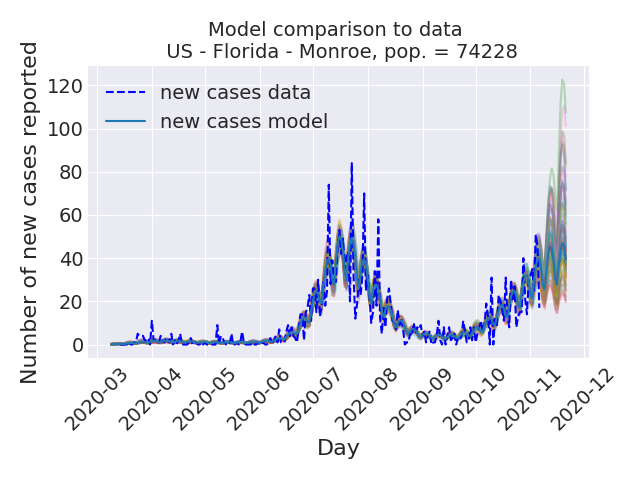 Model comparison to data
US - Florida - Monroe, pop. = 74228
Number of new cases reported
120
100
80
60
40
20
0
new cases data
new cases model
2020-03
2020-04
2020-05
2020-06
2020-07
2020-08
2020-09
2020-10
2020-11
2020-12
Day